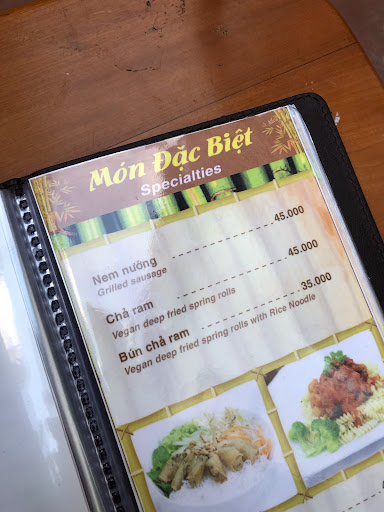 Món Đặc Biệt
Specialties
Nem nướng ---------- 45.000
Grilled sausage
Chả ram ---------- 45.000
Vegan deep fried spring rolls
Bún chả ram ---------- 35.000
Vegan deep fried spring rolls with Rice Noodle